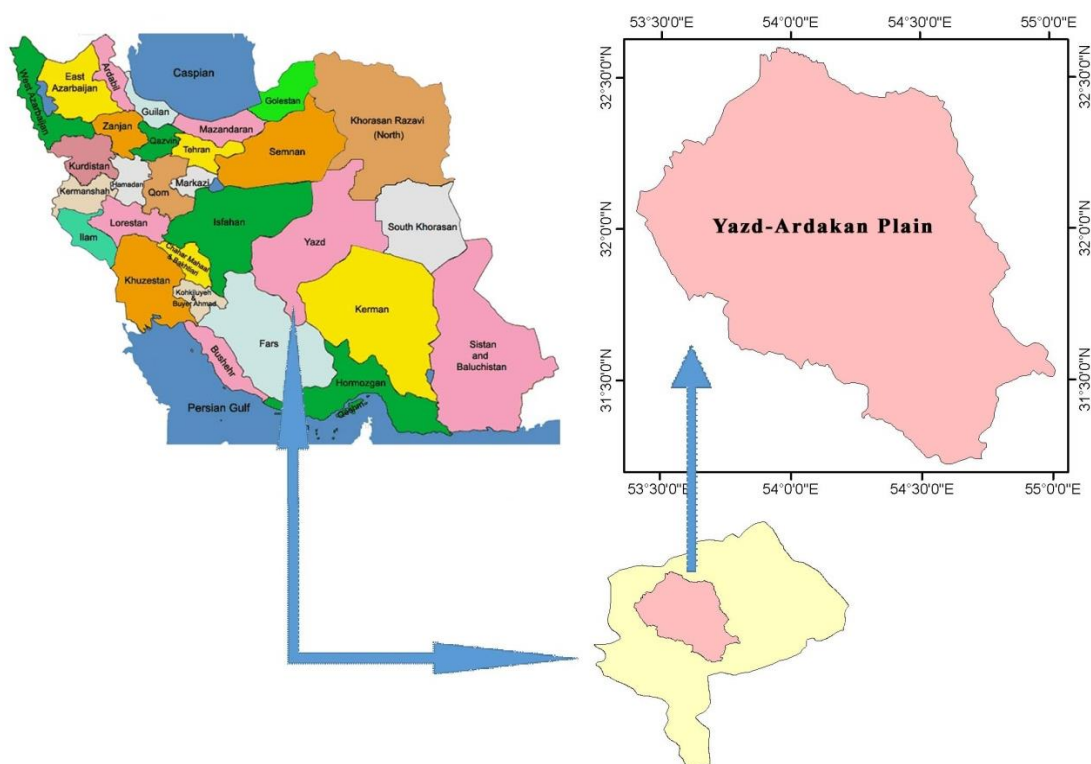 Caspian
West Azarbaijan
East
Azarbaijan
Ardabil
Guilan
Golestan
Khorasan Razavi
(North)
Zanjan
Mazandaran
Qazvin
Tehran
Semnan
Kurdistan
Hamadan
Markazi
Kermanshah
Qom
Isfahan
South Khorasan
Lorestan
Ilam
Yazd
Chahar Mahaal
& Bakhtiari
Khuzestan
Kohkiluyeh
&
Buyer Ahmad
Kerman
Fars
Sistan
and
Baluchistan
Bushehr
Hormozgan
Persian Gulf
Qeshm
53°30'0"E
54°0'0"E
54°30'0"E
55°0'0"E
32°30'0"N
32°30'0"N
Yazd-Ardakan Plain
32°0'0"N
32°0'0"N
31°30'0"N
31°30'0"N
53°30'0"E
54°0'0"E
54°30'0"E
55°0'0"E